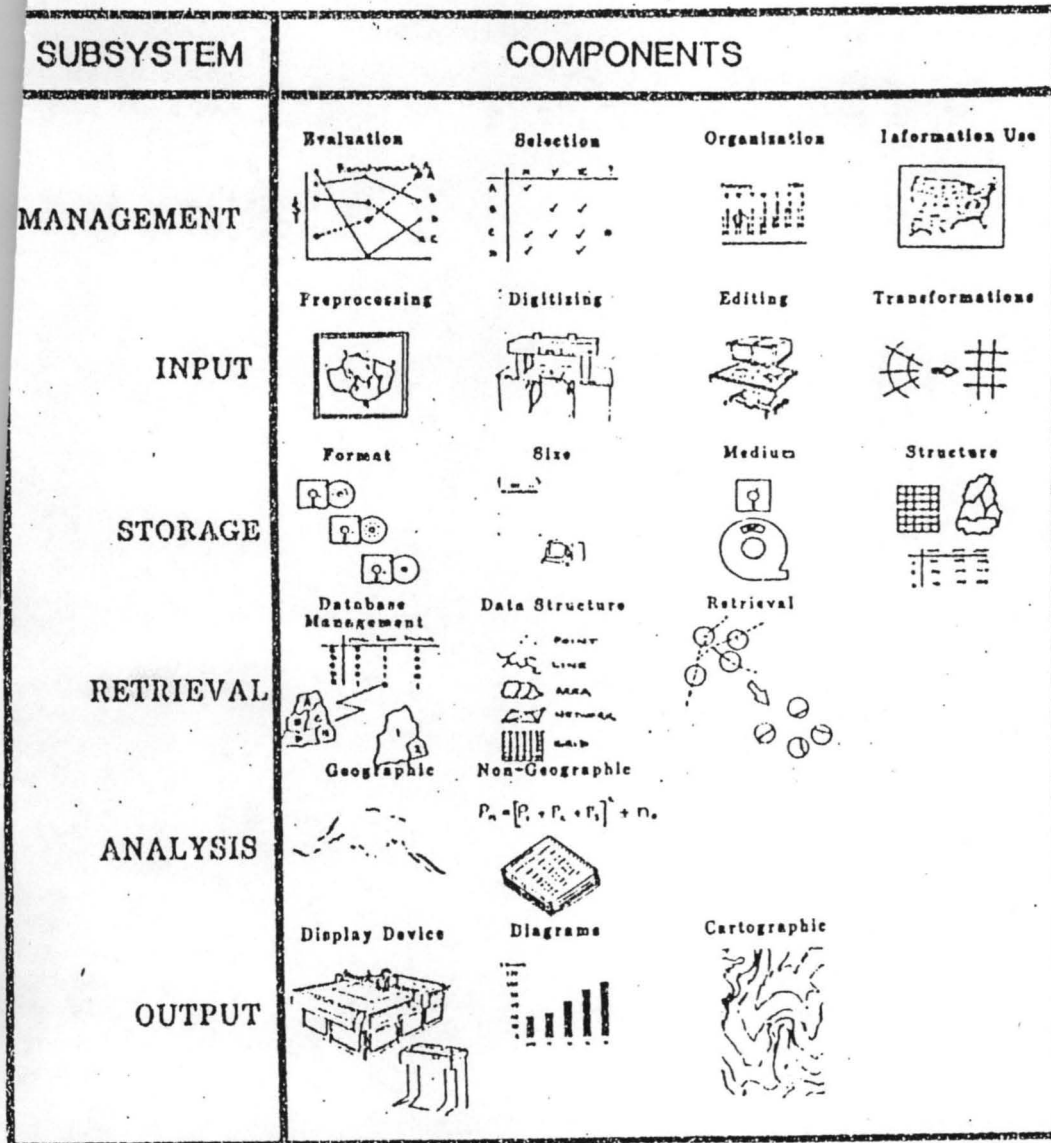 SUBSYSTEM COMPONENTS
Evaluation Selection Organization Information Use
MANAGEMENT
A
B
C
A
B
C
Preprocessing Digitizing Editing Transformations
INPUT
Format Size Medium Structure
STORAGE
Database Data Structure Retrieval
Management
POINT
LINE
AREA
NETWORK
GRID
RETRIEVAL
Geographic Non-Geographic
ANALYSIS
Display Device Diagrams Cartographic
OUTPUT